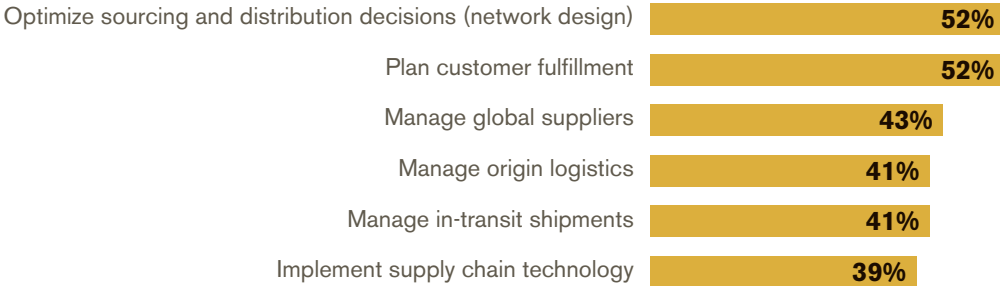 Optimize sourcing and distribution decisions (network design) 52%
Plan customer fulfillment 52%
Manage global suppliers 43%
Manage origin logistics 41%
Manage in-transit shipments 41%
Implement supply chain technology 39%